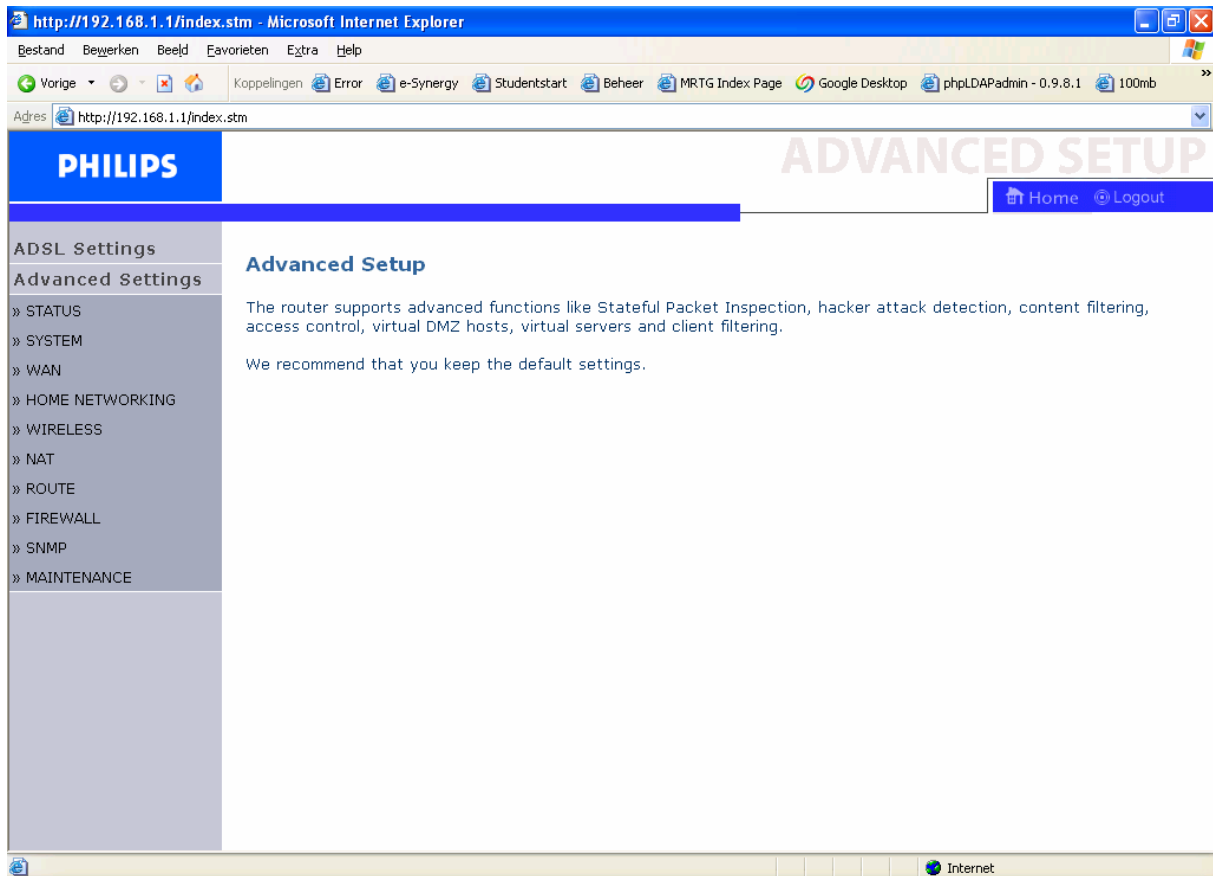 http://192.168.1.1/index.stm - Microsoft Internet Explorer
Bestand Bewerken Beeld Favorieten Extra Help
Vorige Koppelingen Error e-Synergy Studentstart Beheer MRTG Index Page Google Desktop phpLDAPadmin - 0.9.8.1 100mb »
Adres http://192.168.1.1/index.stm
PHILIPS
ADVANCED SETUP
Home Logout
ADSL Settings
Advanced Settings
» STATUS
» SYSTEM
» WAN
» HOME NETWORKING
» WIRELESS
» NAT
» ROUTE
» FIREWALL
» SNMP
» MAINTENANCE
Advanced Setup
The router supports advanced functions like Stateful Packet Inspection, hacker attack detection, content filtering,
access control, virtual DMZ hosts, virtual servers and client filtering.
We recommend that you keep the default settings.
Internet